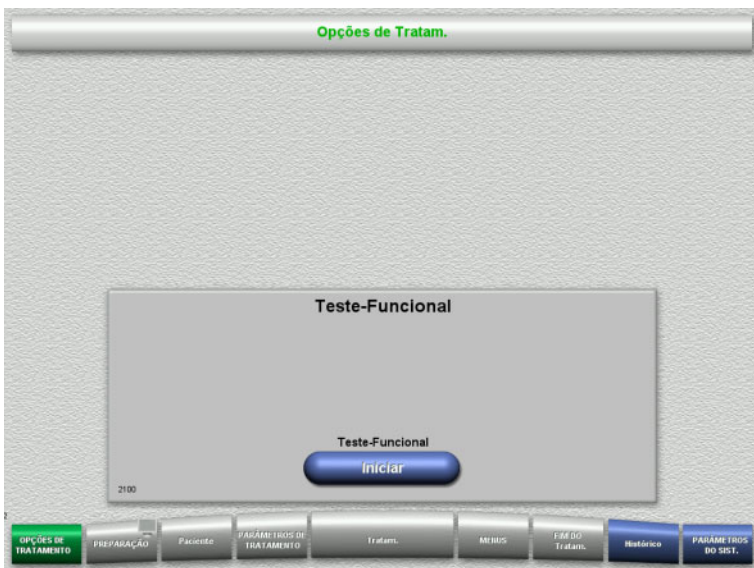 Opções de Tratam.
Teste-Funcional
Teste-Funcional
Iniciar
2100
OPÇÕES DE
TRATAMENTO
PREPARAÇÃO
Paciente
PARÂMETROS DE
TRATAMENTO
Tratam.
MENUS
FIM DO
Tratam.
Histórico
PARÂMETROS
DO SIST.